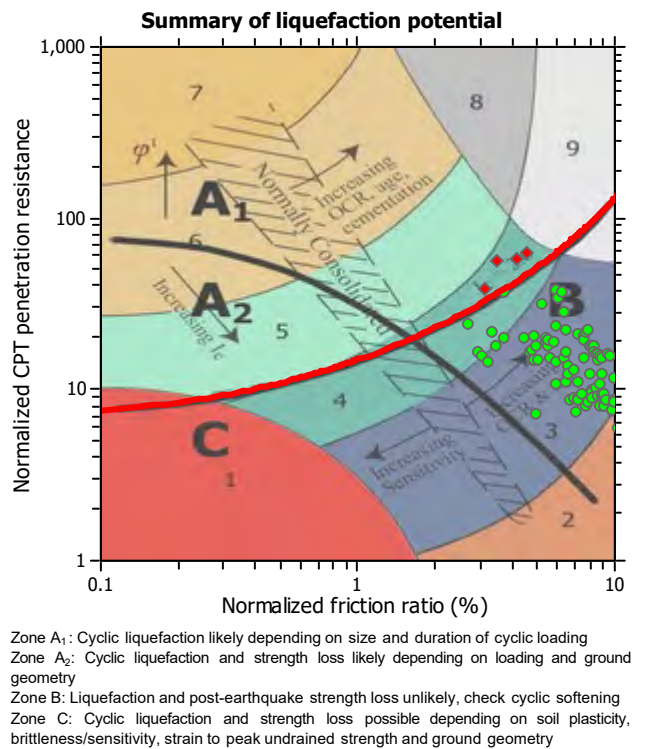 Summary of liquefaction potential
1,000
100
10
1
Normalized CPT penetration resistance
7
8
9
φ'
A1
Normally Consolidated
Increasing
OCR, age,
cementation
6
A2
Increasing Ic
5
B
4
C
1
Increasing
Sensitivity
Increasing
OCR &
3
2
0.1
1
10
Normalized friction ratio (%)
Zone A1: Cyclic liquefaction likely depending on size and duration of cyclic loading
Zone A2: Cyclic liquefaction and strength loss likely depending on loading and ground
geometry
Zone B: Liquefaction and post-earthquake strength loss unlikely, check cyclic softening
Zone C: Cyclic liquefaction and strength loss possible depending on soil plasticity,
brittleness/sensitivity, strain to peak undrained strength and ground geometry